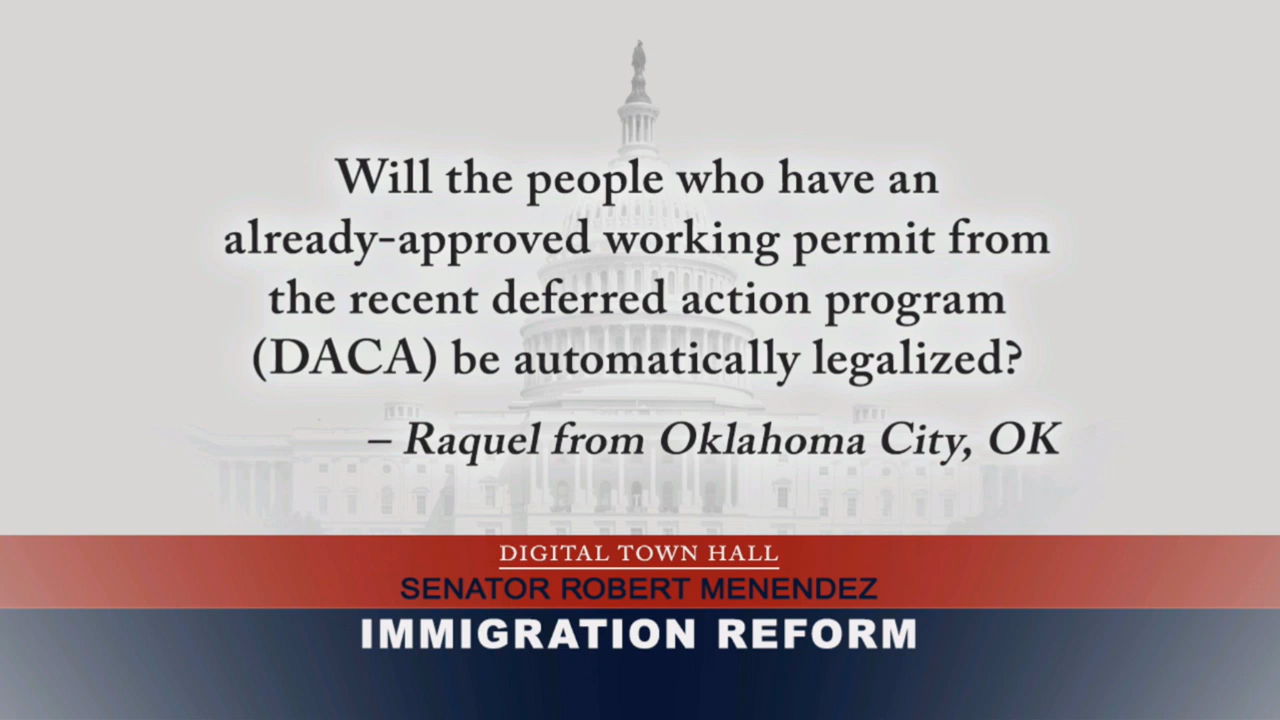 Will the people who have an
already-approved working permit from
the recent deferred action program
(DACA) be automatically legalized?
– Raquel from Oklahoma City, OK
DIGITAL TOWN HALL
SENATOR ROBERT MENENDEZ
IMMIGRATION REFORM